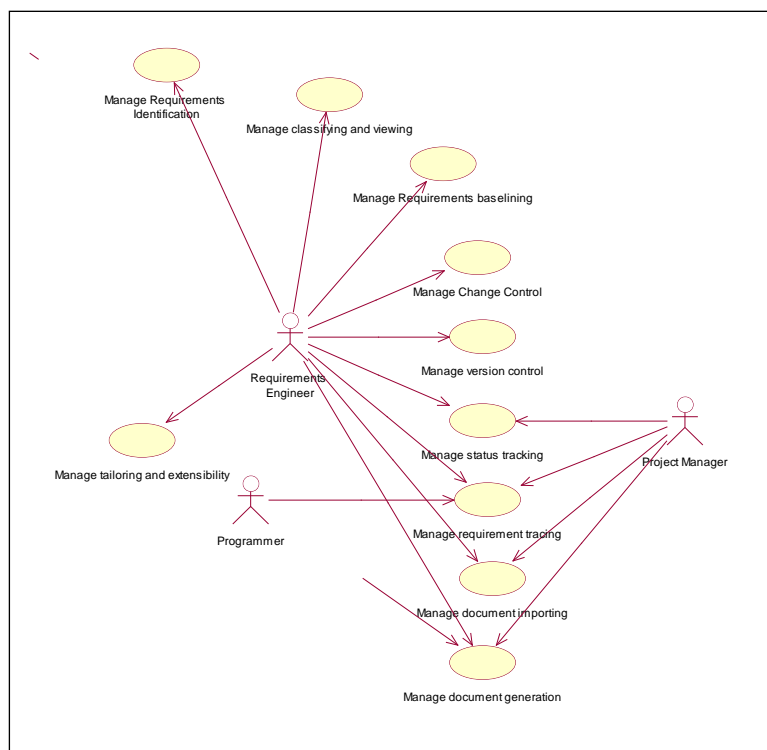 Manage Requirements
Identification
Manage classifying and viewing
Manage Requirements baselining
Manage Change Control
Requirements
Engineer
Manage version control
Manage status tracking
Project Manager
Manage tailoring and extensibility
Programmer
Manage requirement tracing
Manage document importing
Manage document generation